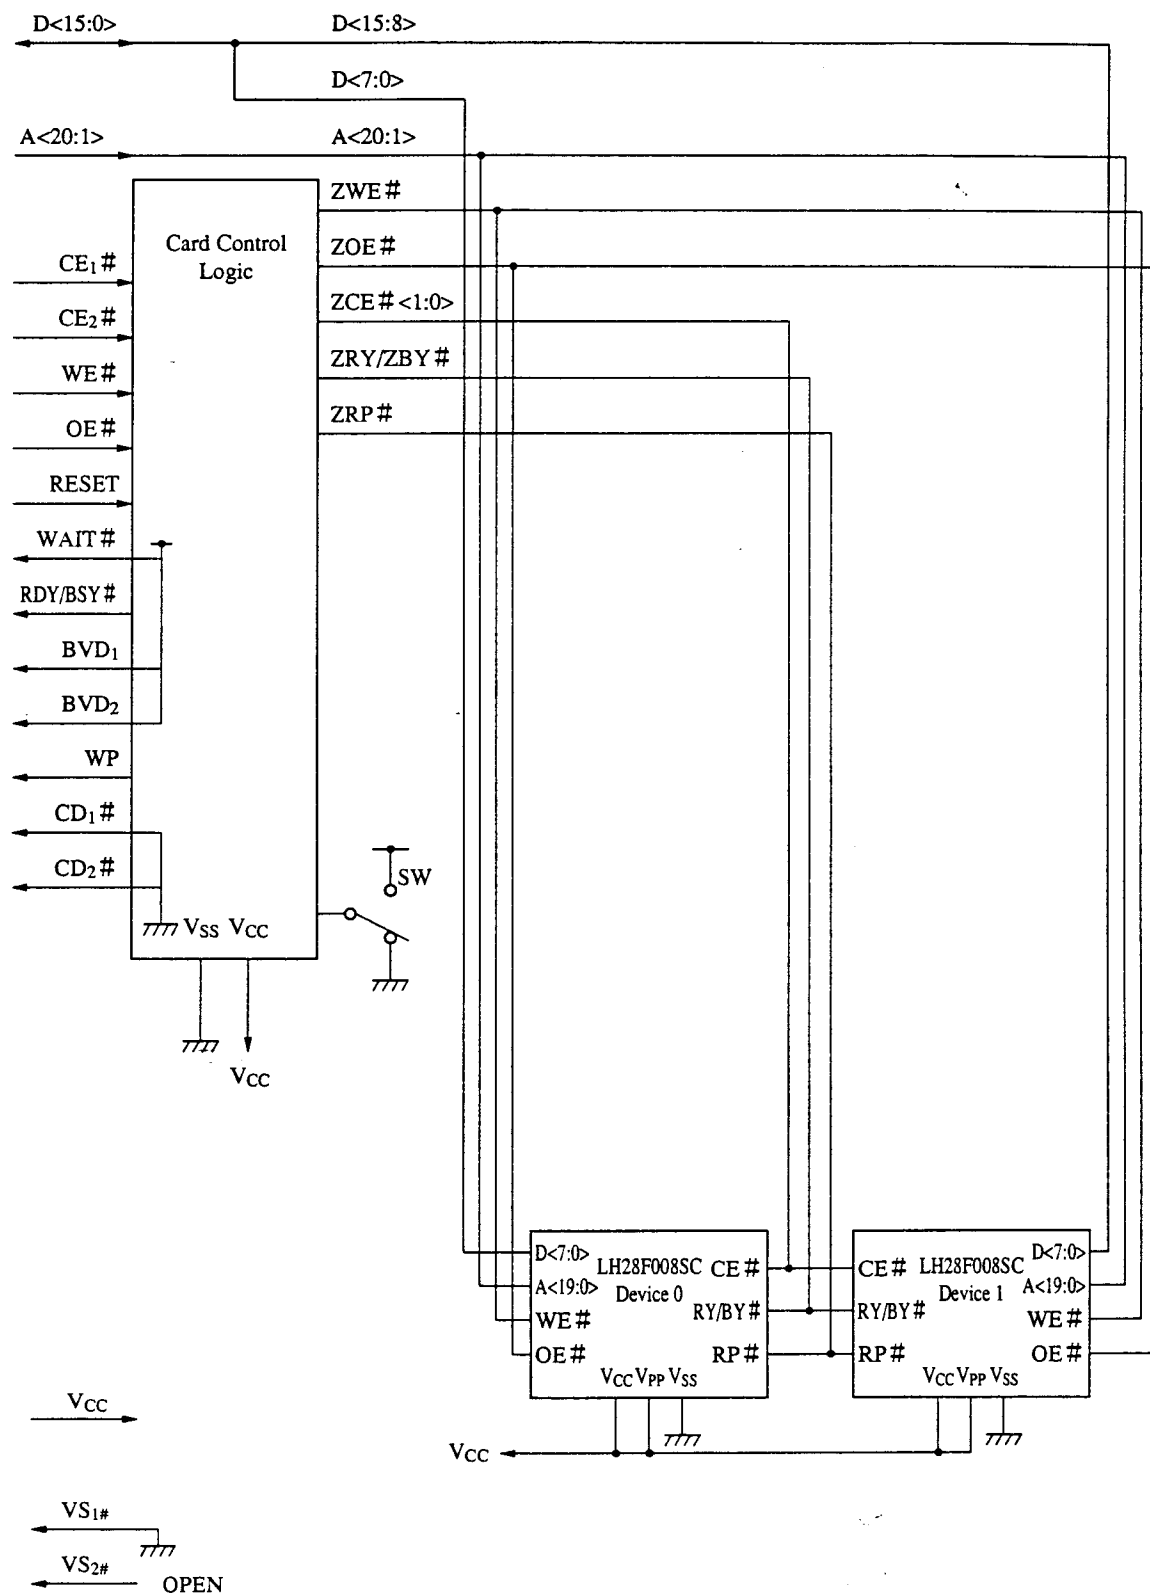 D<15:0>
D<15:8>
D<7:0>
A<20:1>
A<20:1>
ZWE#
Card Control
Logic
ZOE#
CE1#
ZCE#<1:0>
CE2#
ZRY/ZBY#
WE#
ZRP#
OE#
RESET
WAIT#
RDY/BSY#
BVD1
BVD2
WP
CD1#
CD2#
SW
VSS VCC
VCC
D<7:0>
LH28F008SC
Device 0
CE#
A<19:0>
RY/BY#
WE#
OE#
RP#
VCC VPP VSS
CE#
LH28F008SC
Device 1
D<7:0>
A<19:0>
RY/BY#
WE#
RP#
OE#
VCC VPP VSS
VCC
VCC
VS1#
VS2#
OPEN